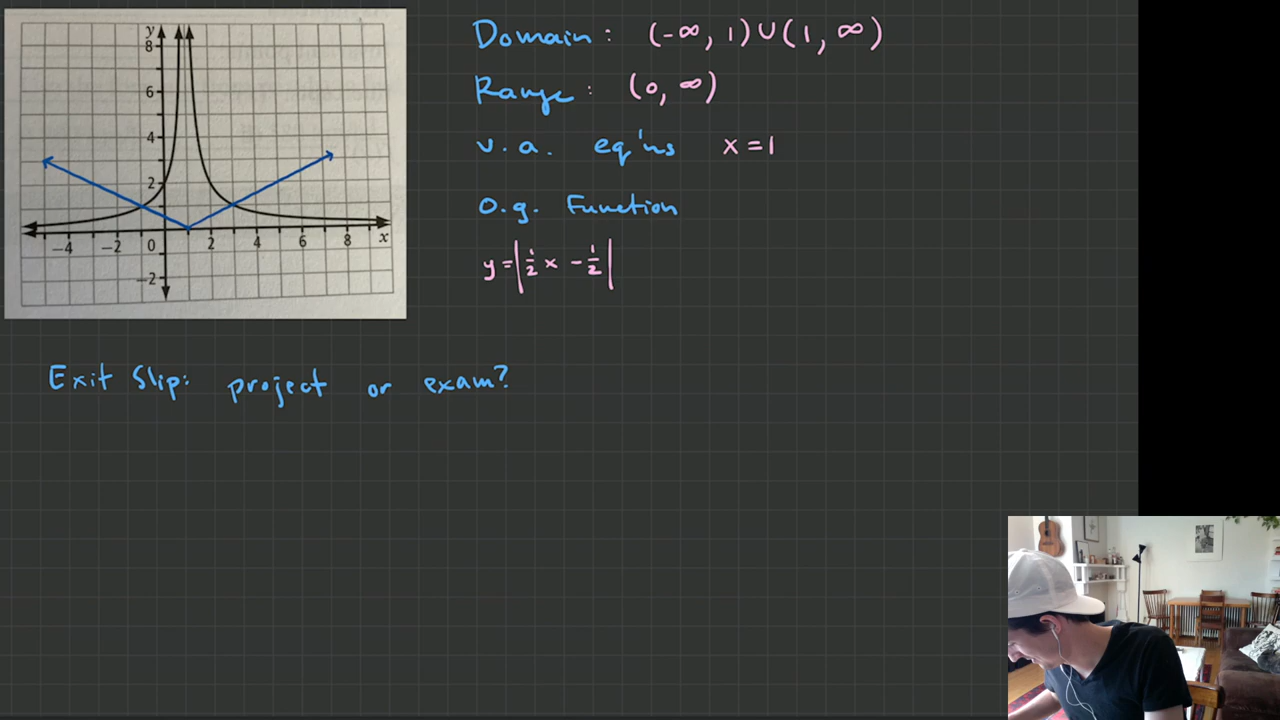 y
8
6
4
2
-4 -2 0 2 4 6 8 x
-2
Domain: (-∞, 1) ∪ (1, ∞)
Range: (0, ∞)
v.a. eq'ns x = 1
o.g. Function
y = |1/2 x - 1/2|
Exit Slip: project or exam?